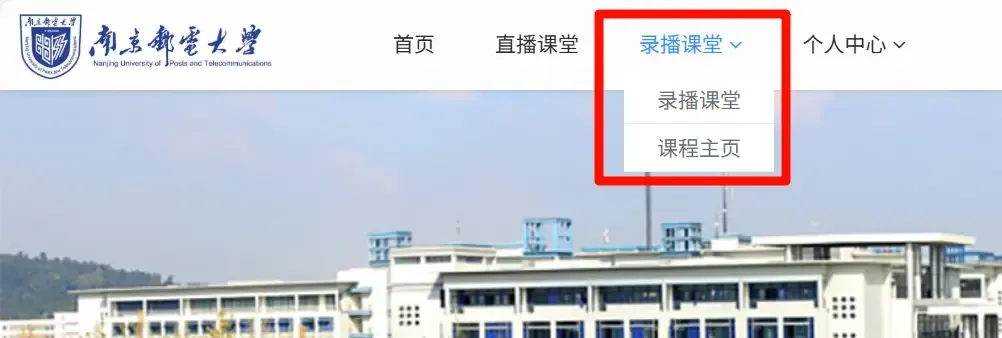 南京邮电大学
Nanjing University of Posts and Telecommunications
首页
直播课堂
录播课堂
个人中心
录播课堂
课程主页